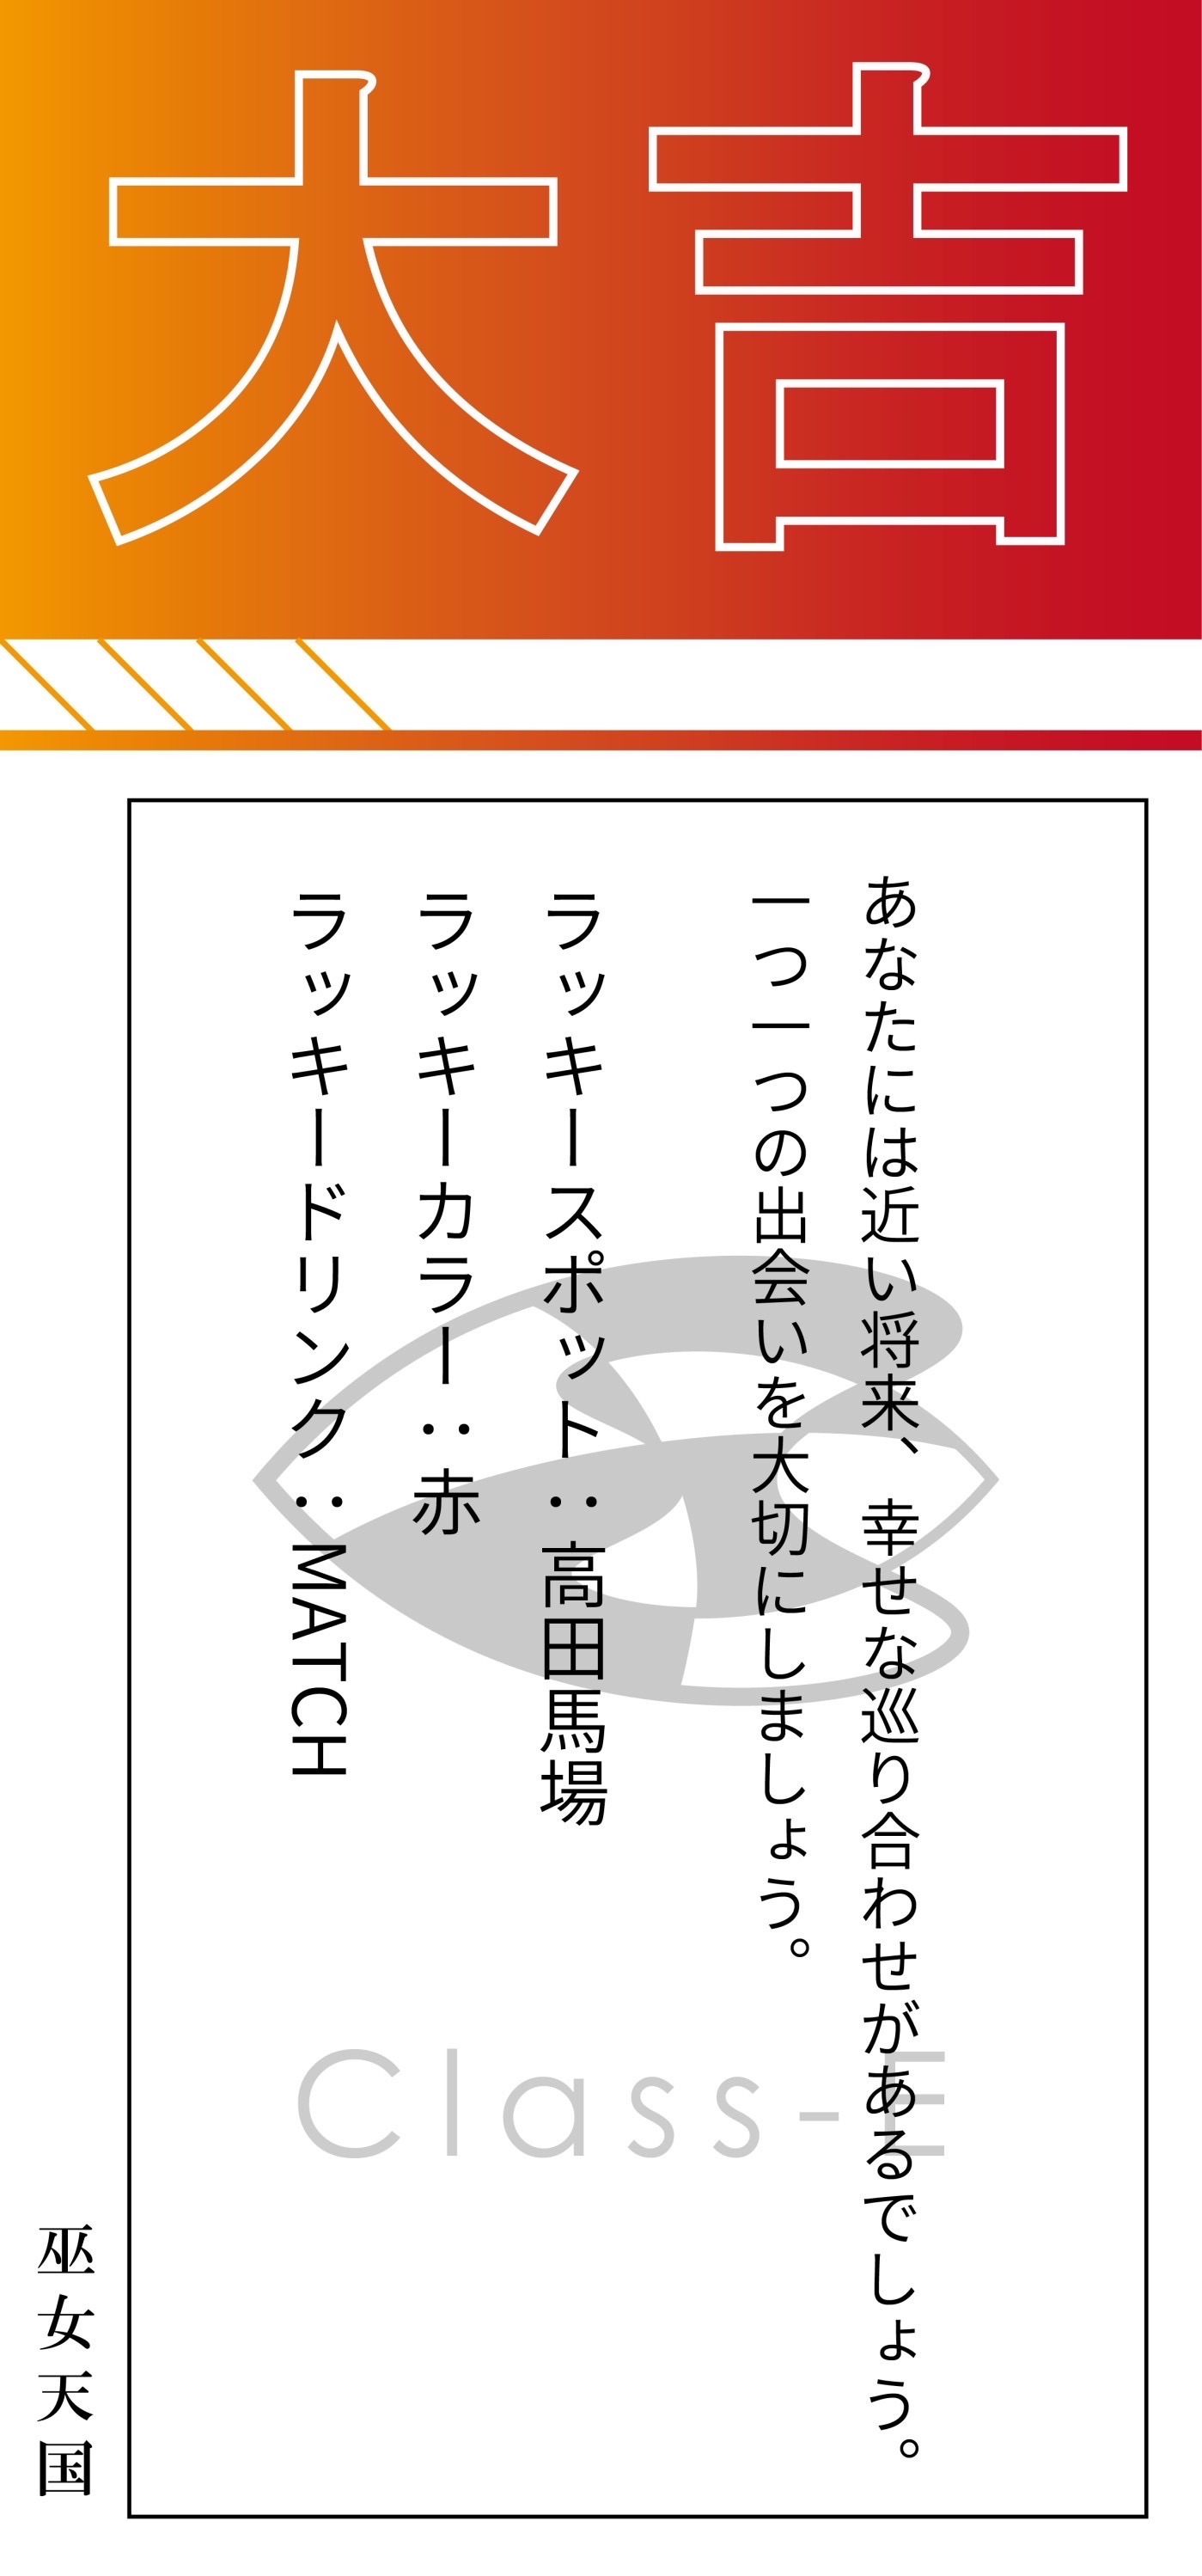 大吉
あなたには近い将来、幸せな巡り合わせがあるでしょう。
一つ一つの出会いを大切にしましょう。
ラッキースポット：高田馬場
ラッキーカラー：赤
ラッキードリンク：MATCH
Class-E
巫女天国